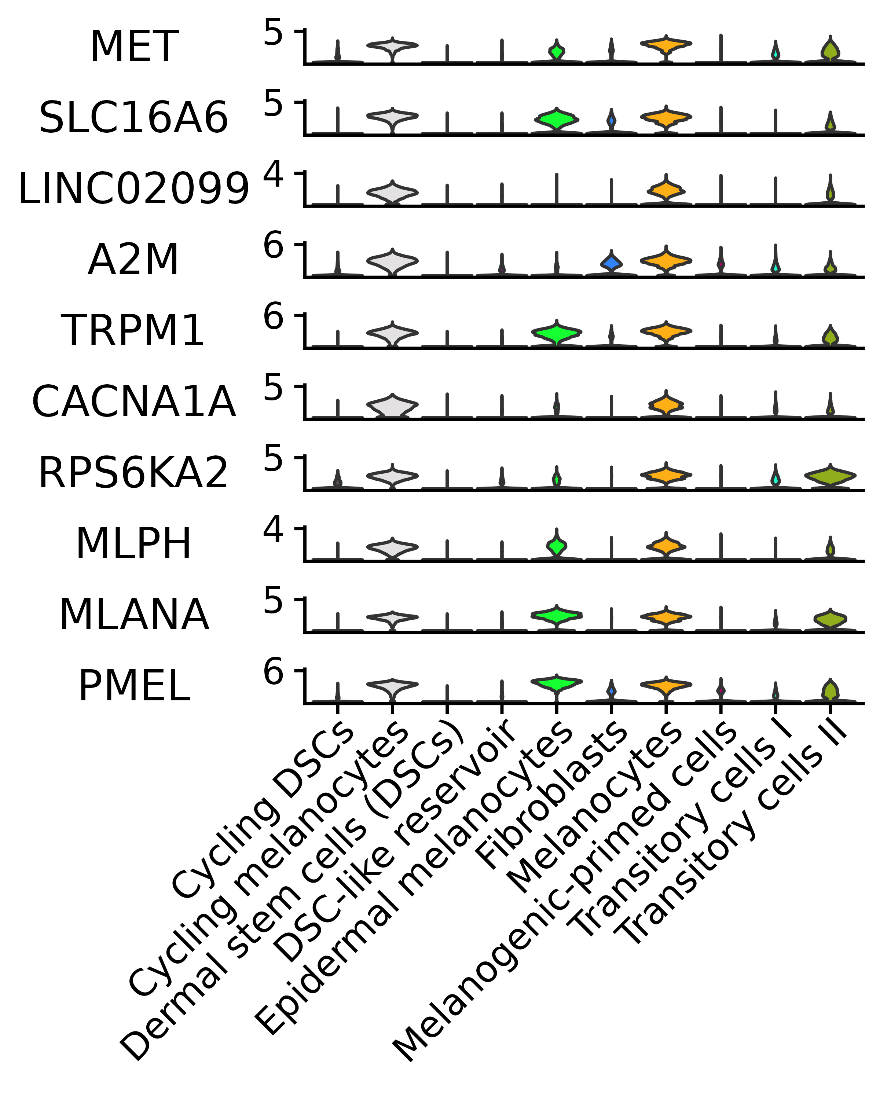 MET 5
SLC16A6 5
LINC02099 4
A2M 6
TRPM1 6
CACNA1A 5
RPS6KA2 5
MLPH 4
MLANA 5
PMEL 6
Cycling DSCs
Cycling melanocytes
Dermal stem cells (DSCs)
DSC-like reservoir
Epidermal melanocytes
Fibroblasts
Melanocytes
Melanogenic-primed cells
Transitory cells I
Transitory cells II